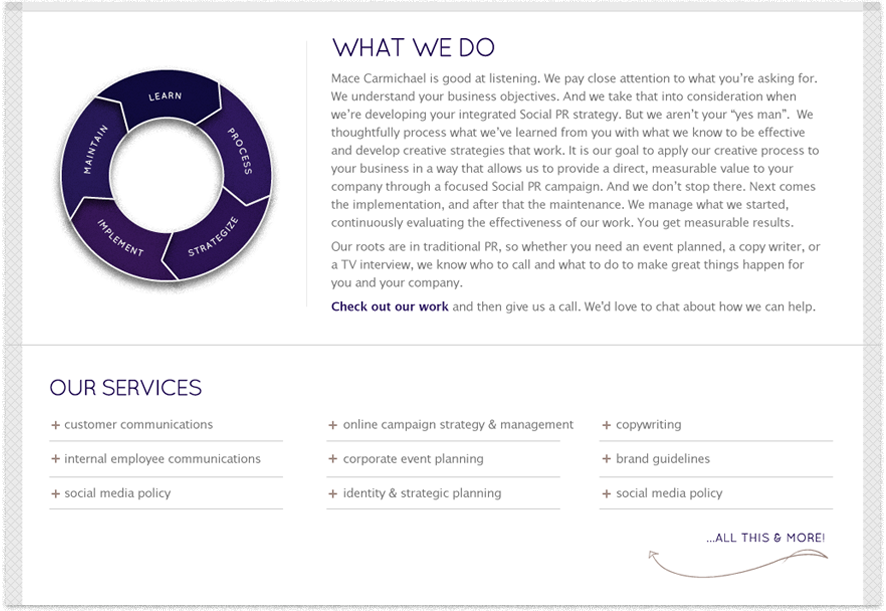 LEARN
PROCESS
STRATEGIZE
IMPLEMENT
MAINTAIN
WHAT WE DO
Mace Carmichael is good at listening. We pay close attention to what you're asking for.
We understand your business objectives. And we take that into consideration when
we're developing your integrated Social PR strategy. But we aren't your “yes man”. We
thoughtfully process what we've learned from you with what we know to be effective
and develop creative strategies that work. It is our goal to apply our creative process to
your business in a way that allows us to provide a direct, measurable value to your
company through a focused Social PR campaign. And we don't stop there. Next comes
the implementation, and after that the maintenance. We manage what we started,
continuously evaluating the effectiveness of our work. You get measurable results.
Our roots are in traditional PR, so whether you need an event planned, a copy writer, or
a TV interview, we know who to call and what to do to make great things happen for
you and your company.
Check out our work and then give us a call. We'd love to chat about how we can help.
OUR SERVICES
+ customer communications
+ internal employee communications
+ social media policy
+ online campaign strategy & management
+ corporate event planning
+ identity & strategic planning
+ copywriting
+ brand guidelines
+ social media policy
...ALL THIS & MORE!